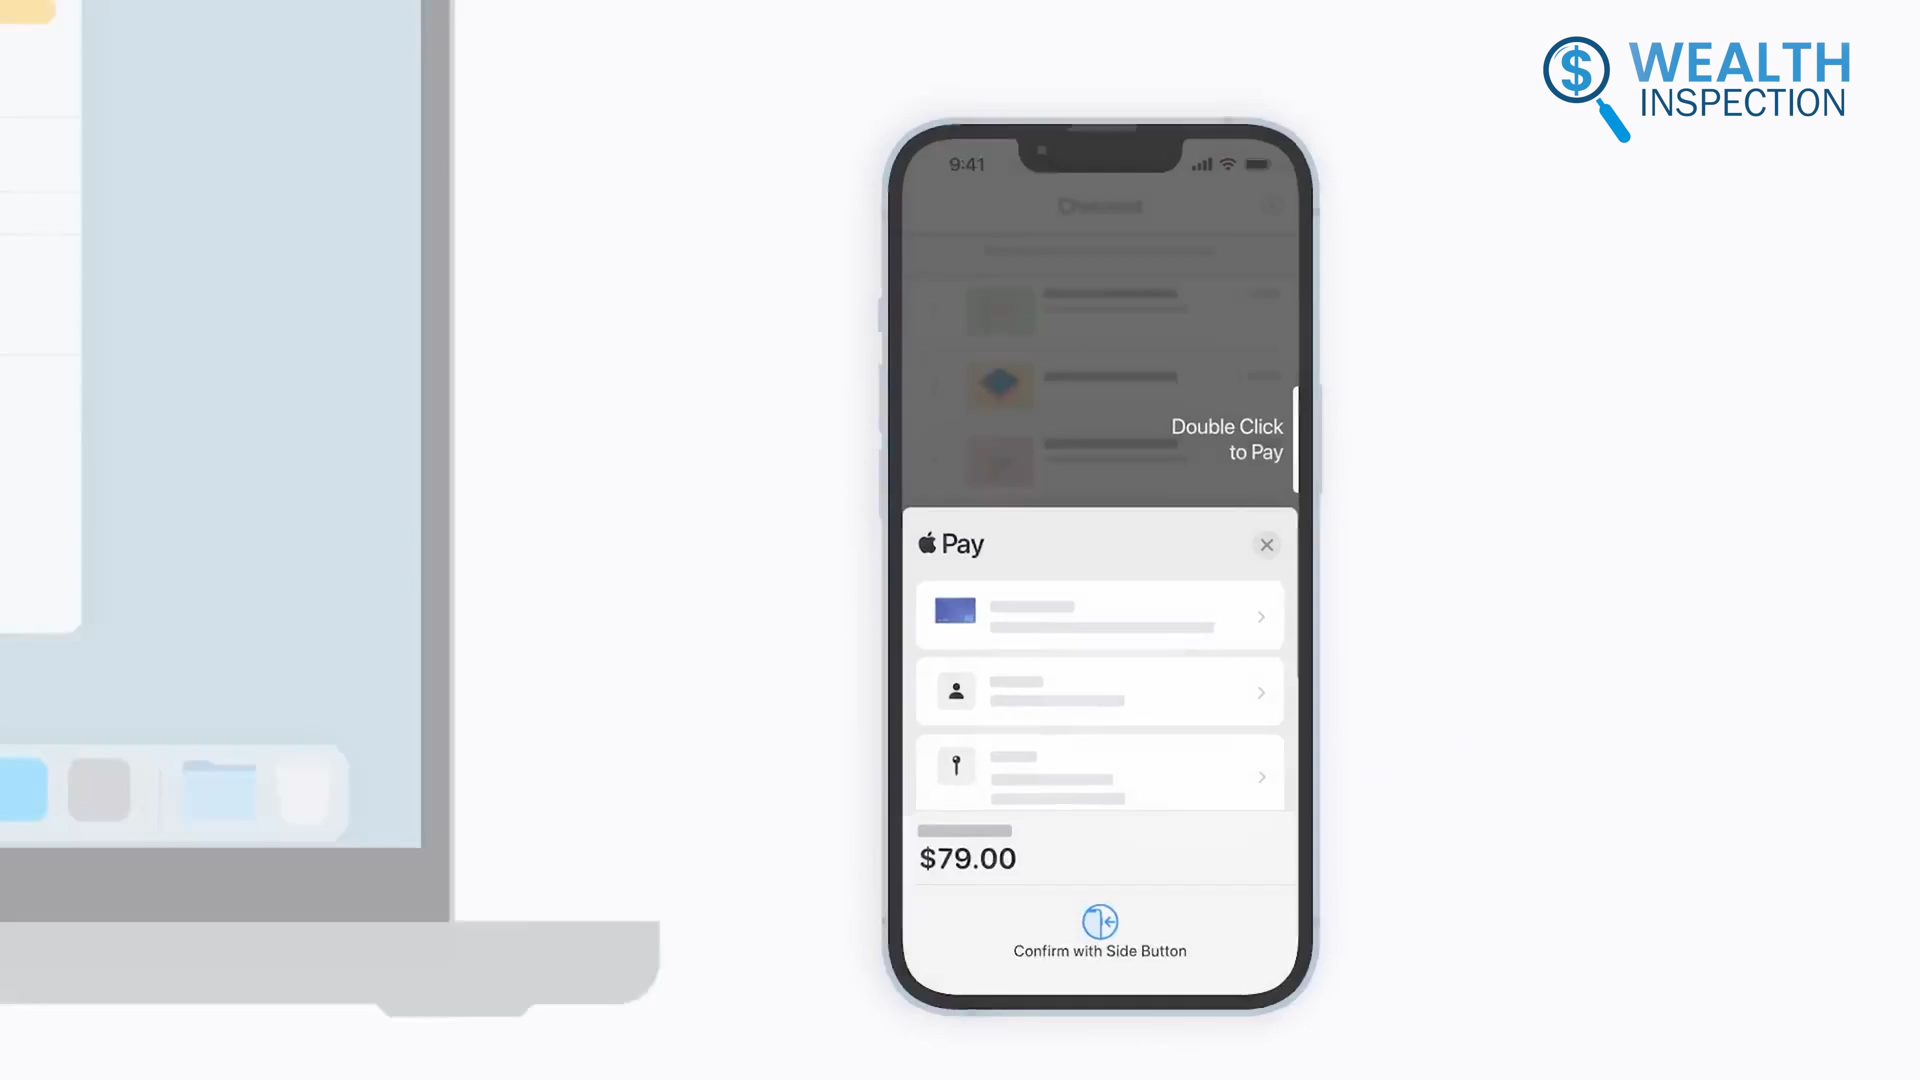 WEALTH
INSPECTION
9:41
Double Click
to Pay
Pay
$79.00
Confirm with Side Button